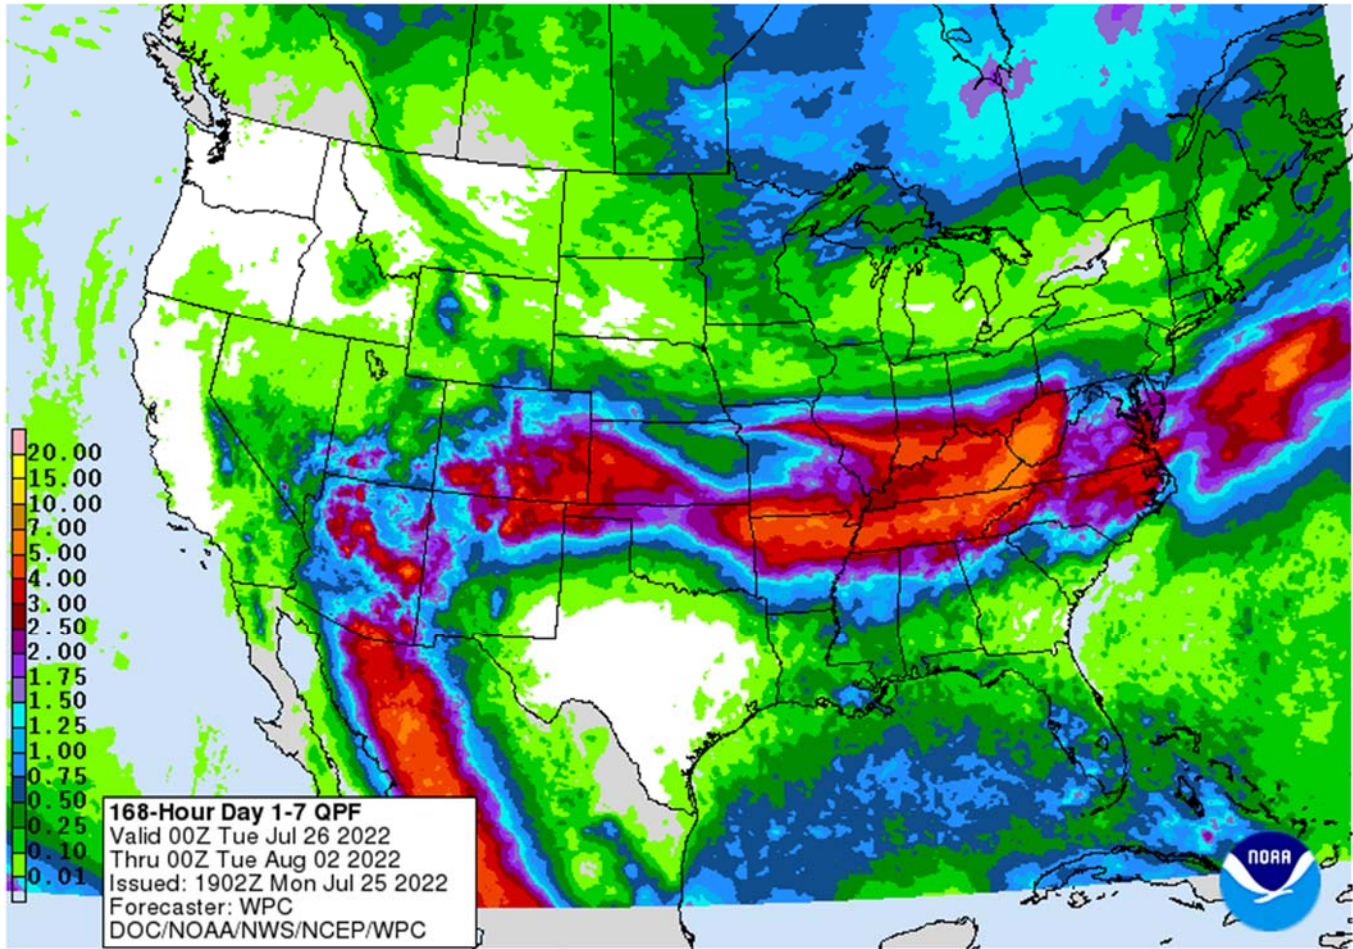 20.00
15.00
10.00
7.00
5.00
4.00
3.00
2.50
2.00
1.75
1.50
1.25
1.00
0.75
0.50
0.25
0.10
0.01
168-Hour Day 1-7 QPF
Valid 00Z Tue Jul 26 2022
Thru 00Z Tue Aug 02 2022
Issued: 1902Z Mon Jul 25 2022
Forecaster: WPC
DOC/NOAA/NWS/NCEP/WPC
NOAA